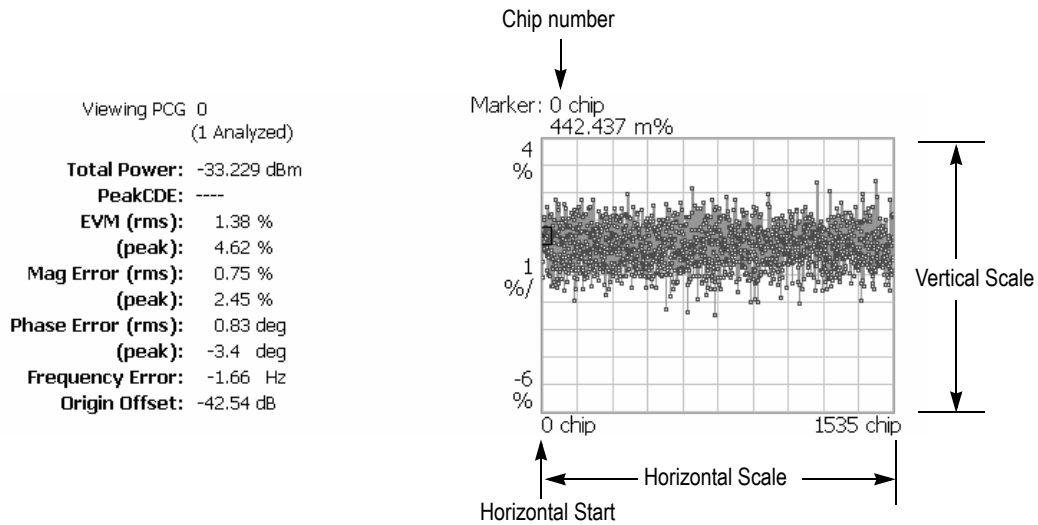 Chip number
Viewing PCG 0
(1 Analyzed)
Total Power: -33.229 dBm
PeakCDE: ----
EVM (rms): 1.38 %
(peak): 4.62 %
Mag Error (rms): 0.75 %
(peak): 2.45 %
Phase Error (rms): 0.83 deg
(peak): -3.4 deg
Frequency Error: -1.66 Hz
Origin Offset: -42.54 dB
Marker: 0 chip
442.437 m%
4
%
1
%/
-6
%
0 chip 1535 chip
Vertical Scale
Horizontal Scale
Horizontal Start